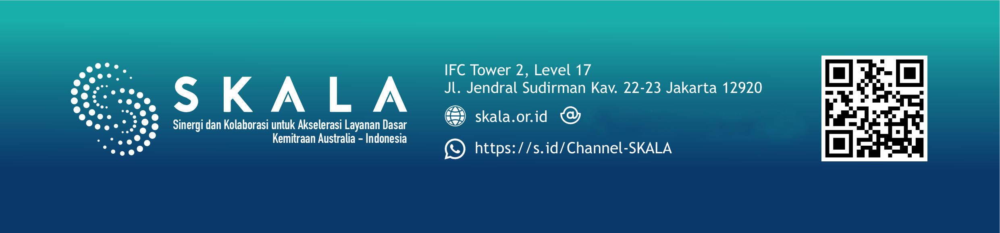 SKALA
Sinergi dan Kolaborasi untuk Akselerasi Layanan Dasar
Kemitraan Australia – Indonesia
IFC Tower 2, Level 17
Jl. Jendral Sudirman Kav. 22-23 Jakarta 12920
skala.or.id @
https://s.id/Channel-SKALA